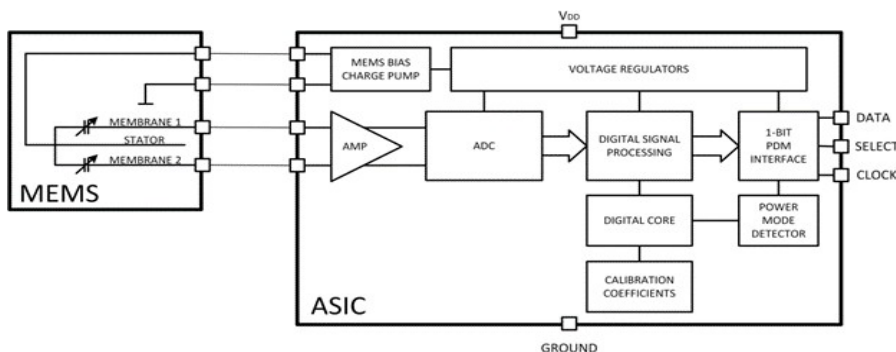 VDD
MEMS BIAS
CHARGE PUMP
VOLTAGE REGULATORS
MEMBRANE 1
STATOR
MEMBRANE 2
MEMS
AMP
ADC
DIGITAL SIGNAL
PROCESSING
1-BIT
PDM
INTERFACE
DATA
SELECT
CLOCK
DIGITAL CORE
POWER
MODE
DETECTOR
CALIBRATION
COEFFICIENTS
ASIC
GROUND